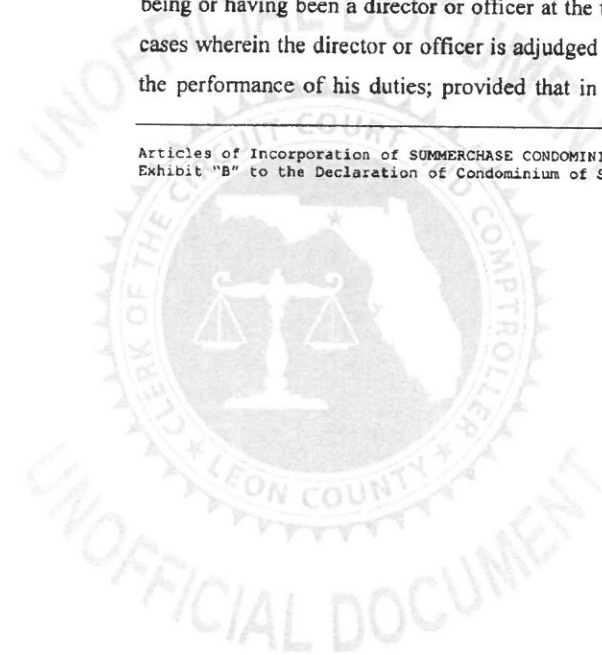 being or having been a director or officer at the
cases wherein the director or officer is adjudged
the performance of his duties; provided that in
Articles of Incorporation of SUMMERCHASE
Exhibit "B" to the Declaration of Condominium of
UNOFFICIAL DOCUMENT
CLERK OF THE CIRCUIT COURT AND COMPTROLLER
LEON COUNTY
UNOFFICIAL DOCUMENT